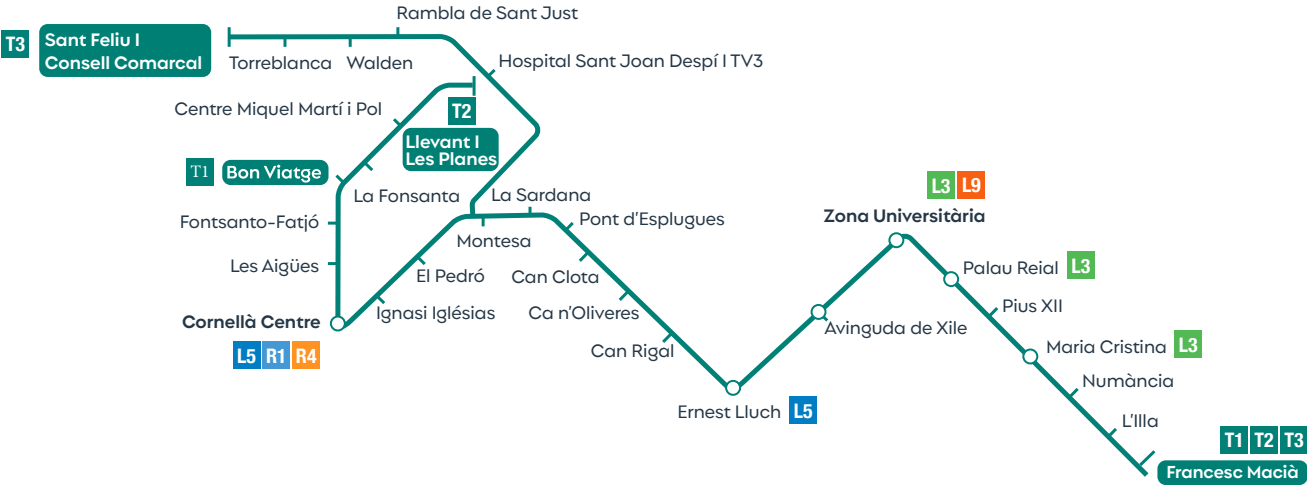 Rambla de Sant Just
T3
Sant Feliu |
Consell Comarcal
Torreblanca
Walden
Hospital Sant Joan Despí | TV3
Centre Miquel Martí i Pol
T2
Llevant |
Les Planes
T1
Bon Viatge
La Fonsanta
La Sardana
L3 L9
Zona Universitària
Fontsanto-Fatjó
Pont d'Esplugues
Montesa
Les Aigües
El Pedró
Can Clota
Palau Reial L3
Ignasi Iglésias
Ca n'Oliveres
Pius XII
Cornellà Centre
L5 R1 R4
Avinguda de Xile
Can Rigal
Maria Cristina L3
Numància
Ernest Lluch L5
L'Illa
T1 T2 T3
Francesc Macià